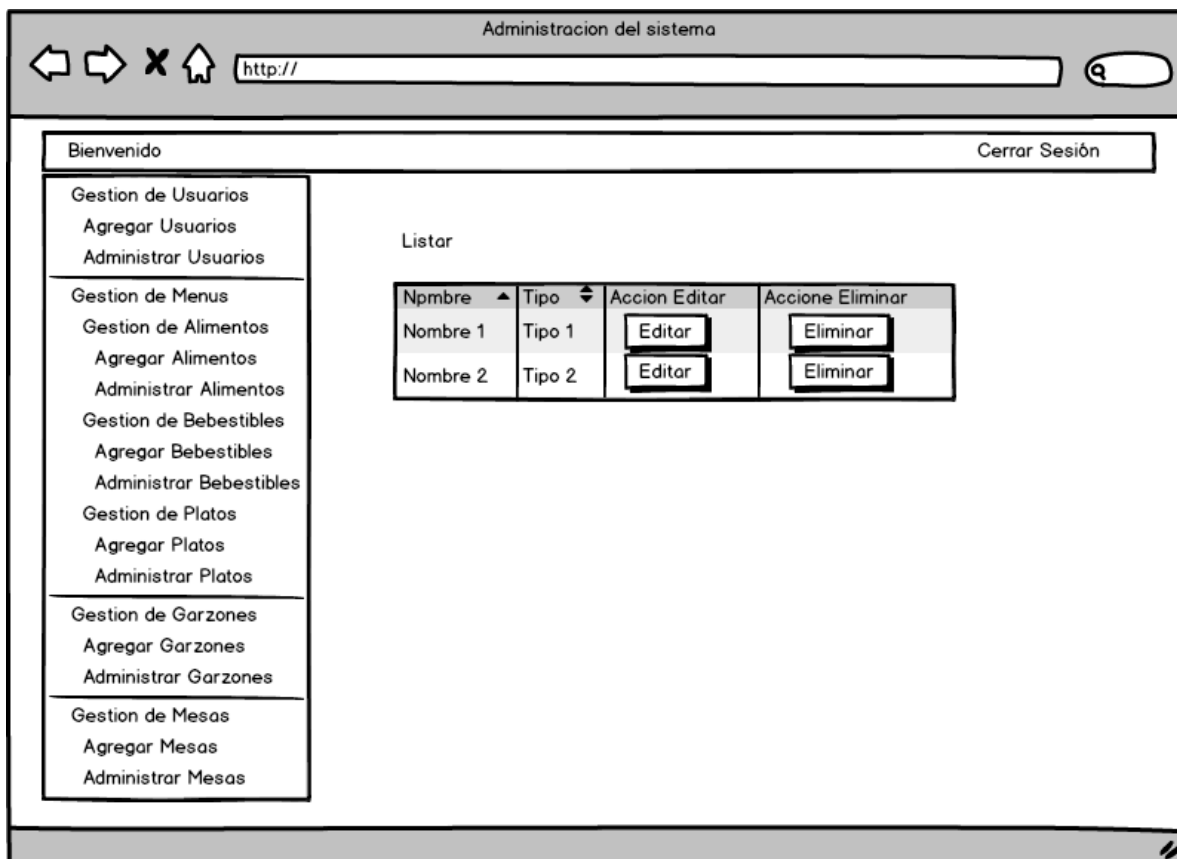 Administracion del sistema
http://
Bienvenido
Cerrar Sesión
Gestion de Usuarios
Agregar Usuarios
Administrar Usuarios
Gestion de Menus
Gestion de Alimentos
Agregar Alimentos
Administrar Alimentos
Gestion de Bebestibles
Agregar Bebestibles
Administrar Bebestibles
Gestion de Platos
Agregar Platos
Administrar Platos
Gestion de Garzones
Agregar Garzones
Administrar Garzones
Gestion de Mesas
Agregar Mesas
Administrar Mesas
Listar
Npmbre Tipo Accion Editar Accione Eliminar
Nombre 1 Tipo 1 Editar Eliminar
Nombre 2 Tipo 2 Editar Eliminar